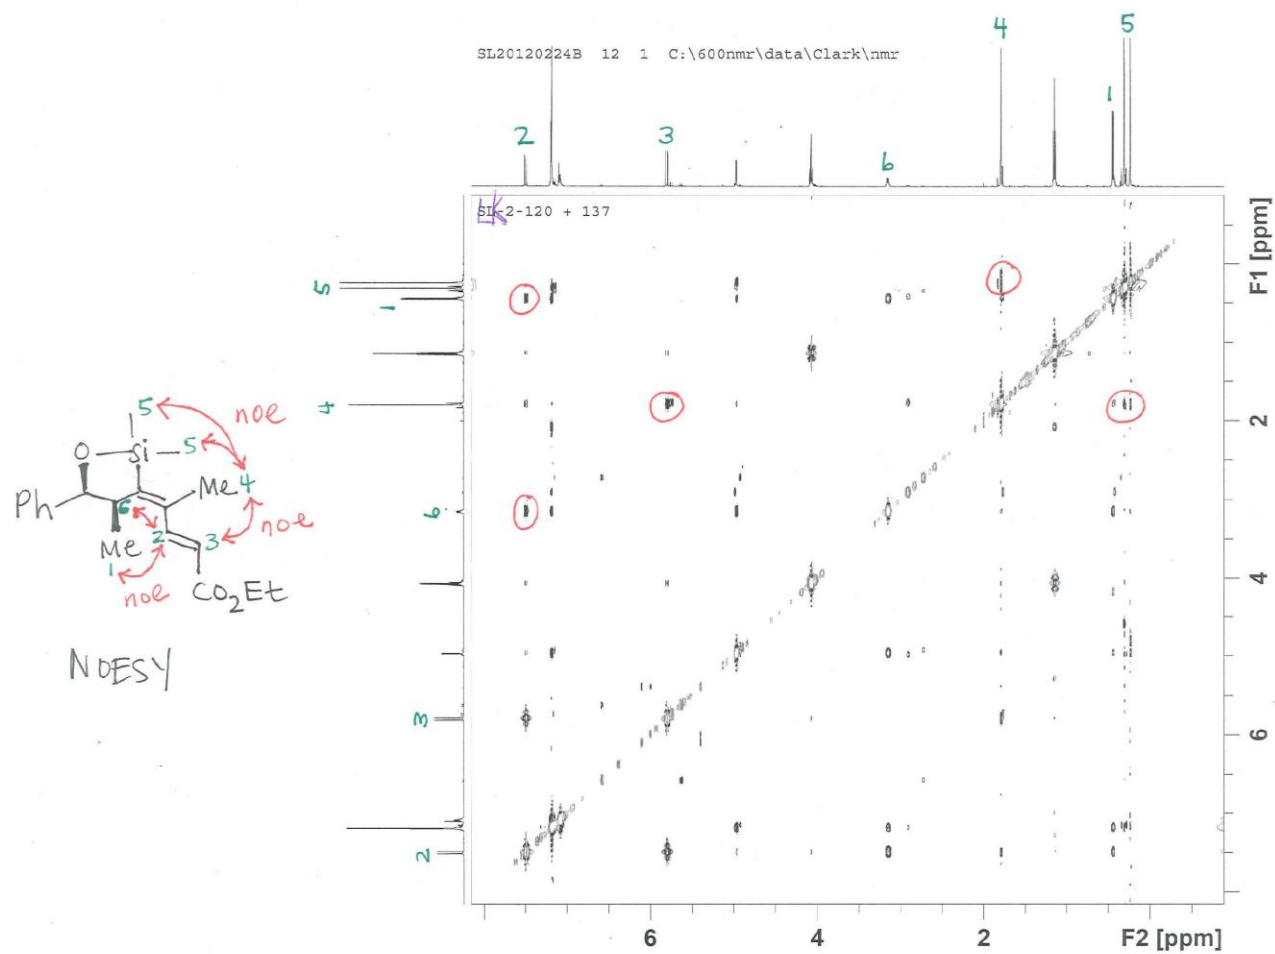 4 5
SL20120224B 12 1 C:\600nmr\data\Clark\nmr
1
2 3 6
LK
SL-2-120 + 137
F1 [ppm]
5
1
4
6
3
2
2
4
6
5 noe
O Si 5
4
Ph 6 Me
noe
Me 2 3
1
noe CO2Et
NOESY
6 4 2 F2 [ppm]